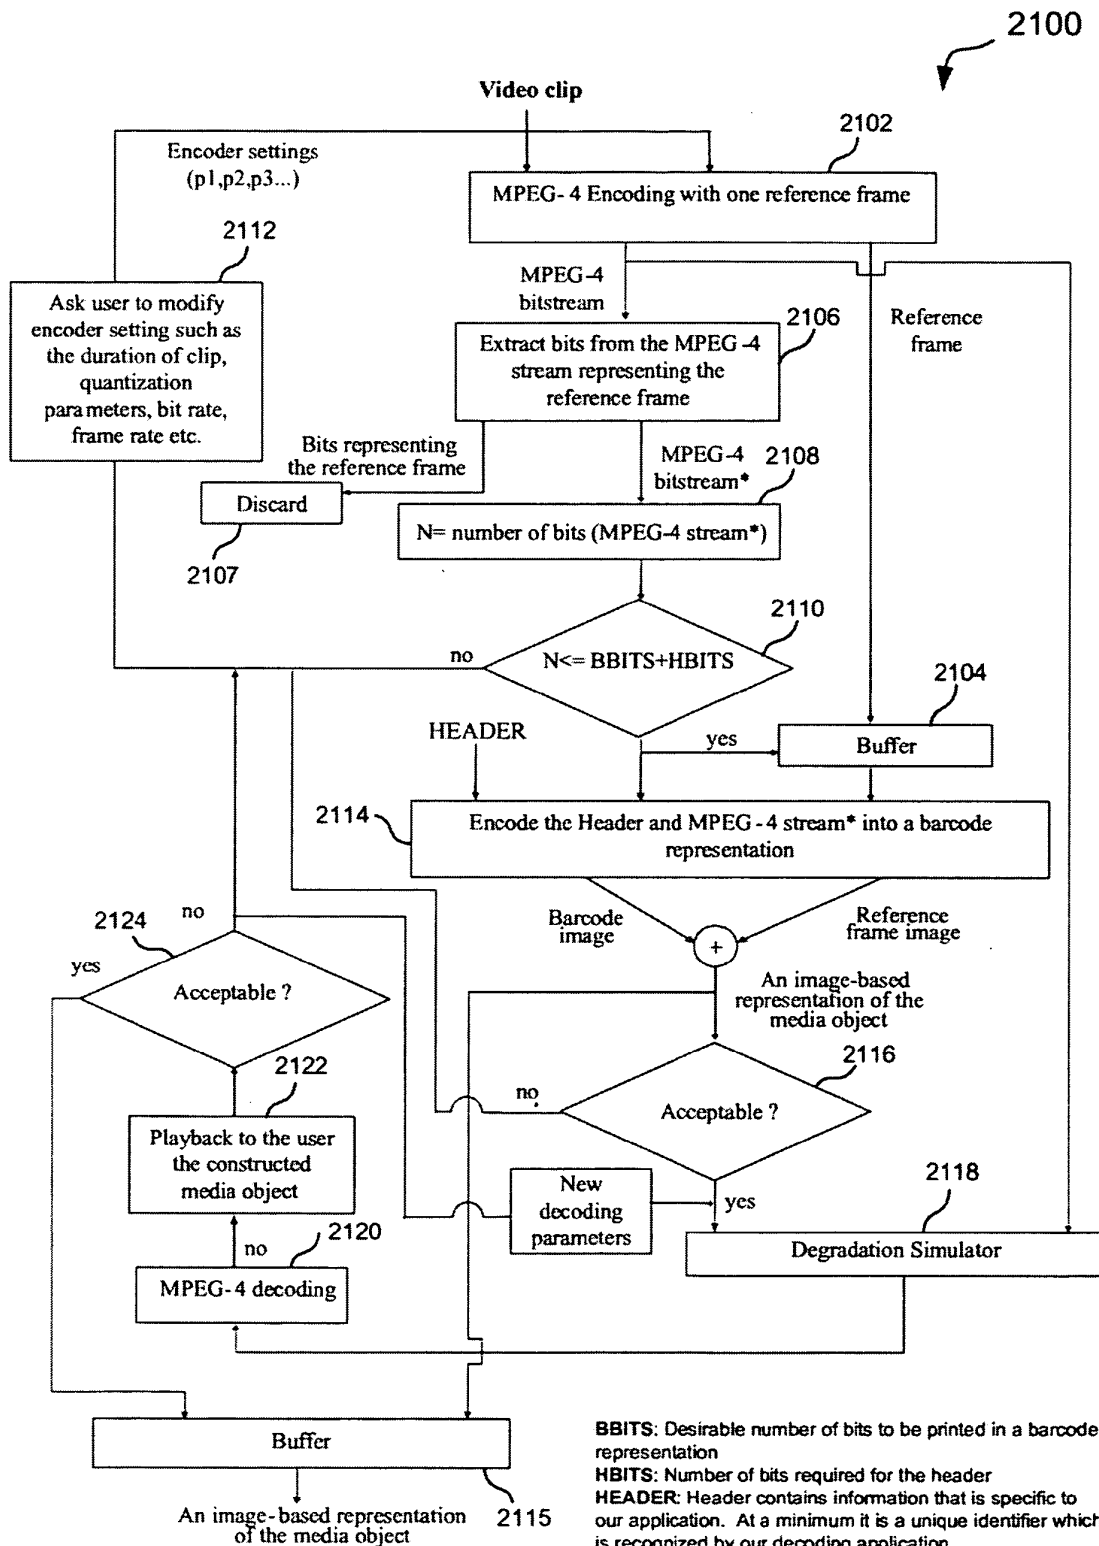 2100
Video clip
2102
Encoder settings
(p1,p2,p3...)
MPEG-4 Encoding with one reference frame
2112
MPEG-4
bitstream
Ask user to modify
encoder setting such as
the duration of clip,
quantization
parameters, bit rate,
frame rate etc.
2106
Reference
frame
Extract bits from the MPEG-4
stream representing the
reference frame
Bits representing
the reference frame
MPEG-4
bitstream*
2108
Discard
N= number of bits (MPEG-4 stream*)
2107
2110
no
N<= BBITS+HBITS
2104
HEADER
yes
Buffer
2114
Encode the Header and MPEG-4 stream* into a barcode
representation
no
2124
Barcode
image
Reference
frame image
+
yes
Acceptable ?
An image-based
representation of the
media object
2116
2122
no
Acceptable ?
Playback to the user
the constructed
media object
New
decoding
parameters
yes
2118
no
2120
Degradation Simulator
MPEG-4 decoding
Buffer
2115
An image-based representation
of the media object
BBITS: Desirable number of bits to be printed in a barcode
representation
HBITS: Number of bits required for the header
HEADER: Header contains information that is specific to
our application. At a minimum it is a unique identifier which
is recognized by our decoding application